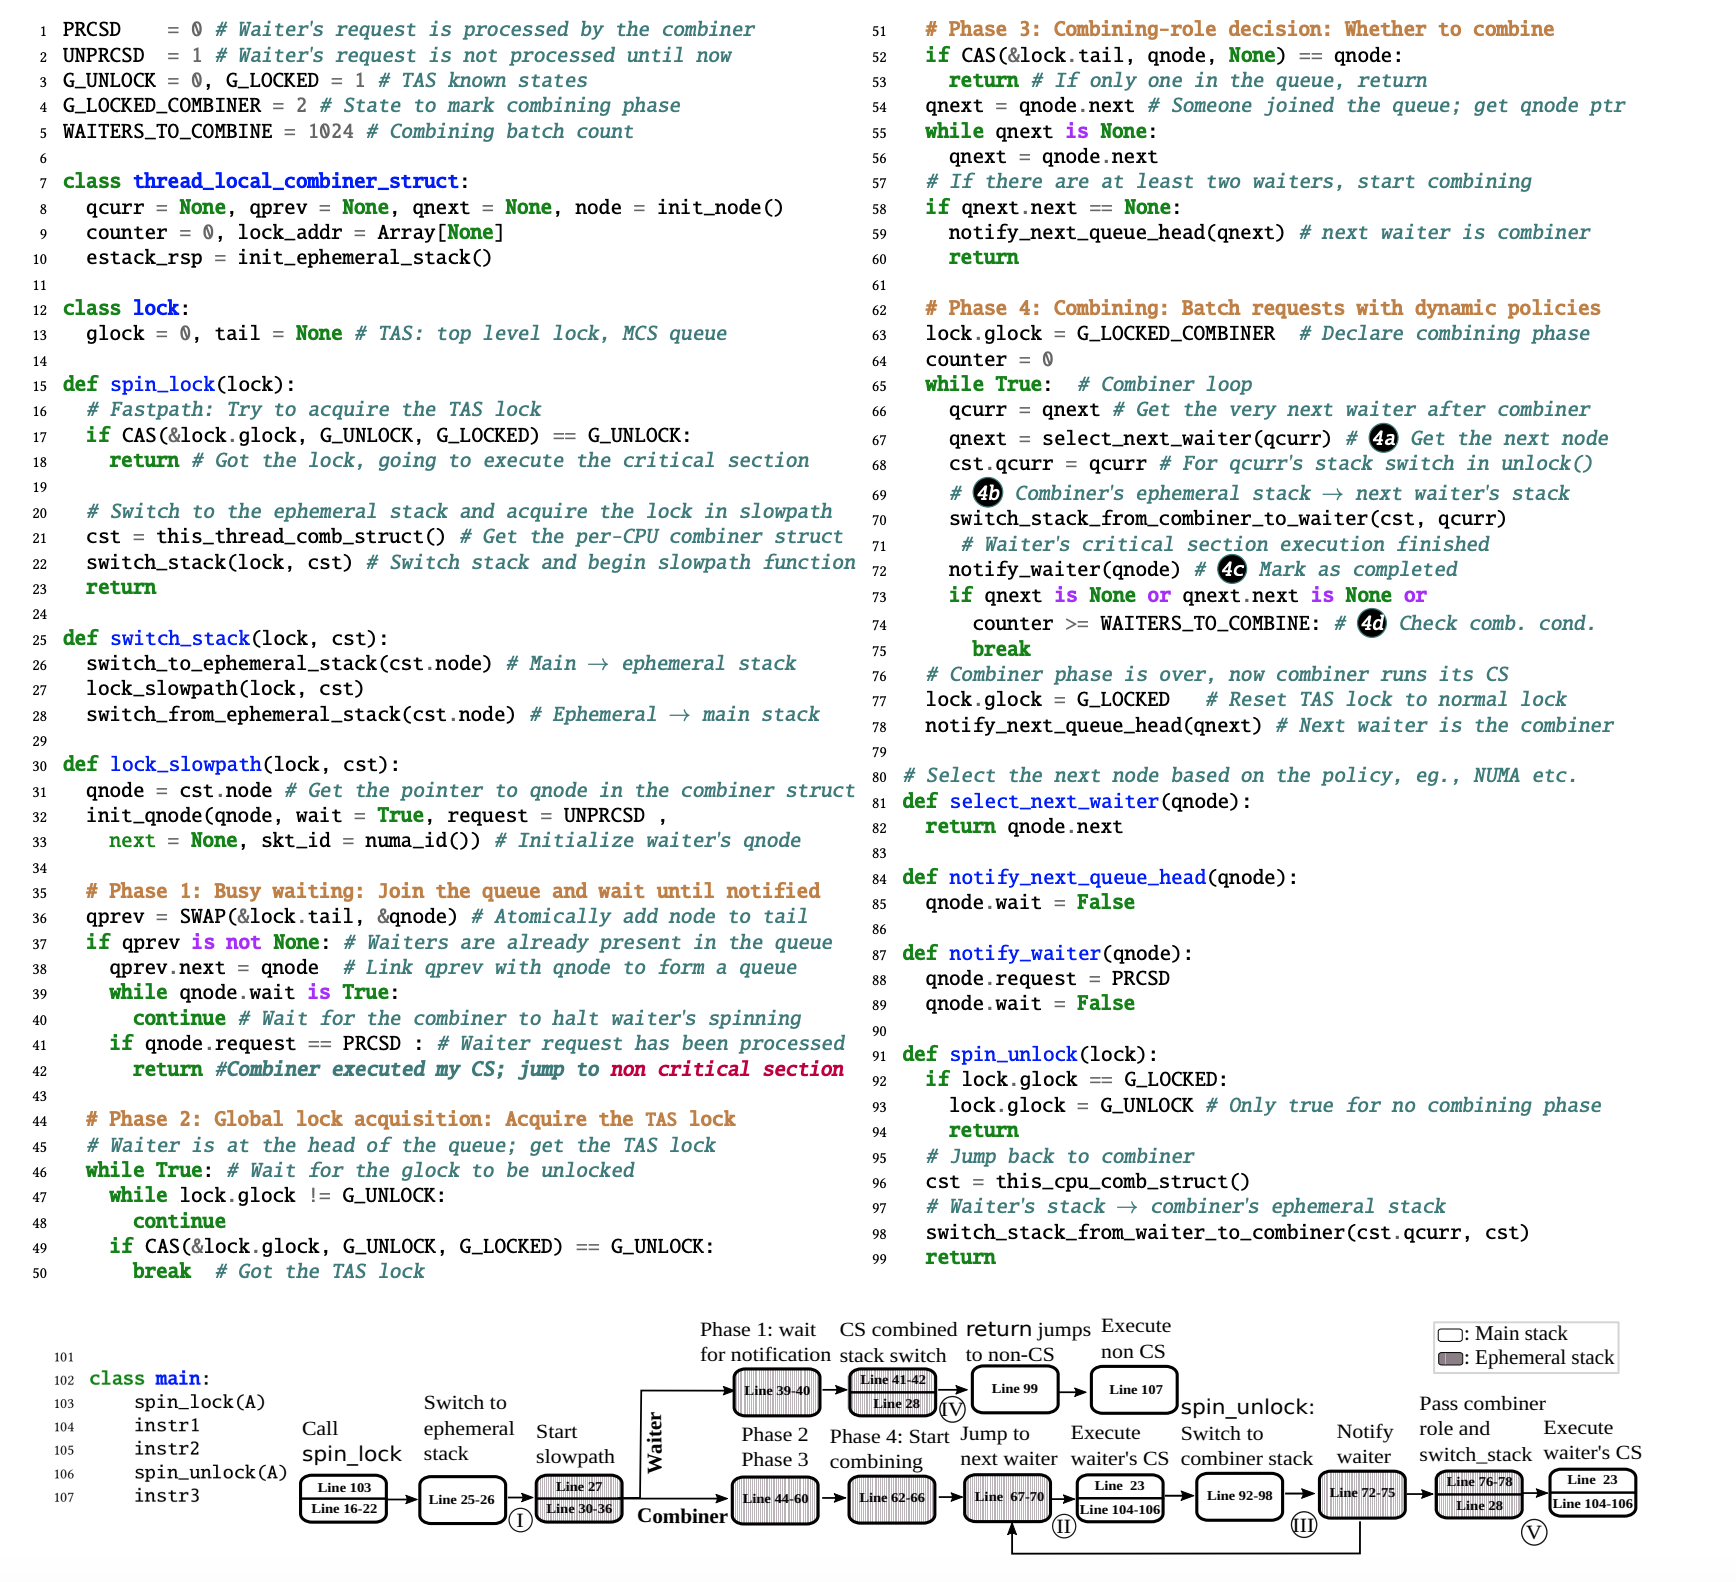 1 PRCSD    = 0 # Waiter's request is processed by the combiner
2 UNPRCSD  = 1 # Waiter's request is not processed until now
3 G_UNLOCK = 0, G_LOCKED = 1 # TAS known states
4 G_LOCKED_COMBINER = 2 # State to mark combining phase
5 WAITERS_TO_COMBINE = 1024 # Combining batch count
6
7 class thread_local_combiner_struct:
8   qcurr = None, qprev = None, qnext = None, node = init_node()
9   counter = 0, lock_addr = Array[None]
10   estack_rsp = init_ephemeral_stack()
11
12 class lock:
13   glock = 0, tail = None # TAS: top level lock, MCS queue
14
15 def spin_lock(lock):
16   # Fastpath: Try to acquire the TAS lock
17   if CAS(&lock.glock, G_UNLOCK, G_LOCKED) == G_UNLOCK:
18     return # Got the lock, going to execute the critical section
19
20   # Switch to the ephemeral stack and acquire the lock in slowpath
21   cst = this_thread_comb_struct() # Get the per-CPU combiner struct
22   switch_stack(lock, cst) # Switch stack and begin slowpath function
23   return
24
25 def switch_stack(lock, cst):
26   switch_to_ephemeral_stack(cst.node) # Main → ephemeral stack
27   lock_slowpath(lock, cst)
28   switch_from_ephemeral_stack(cst.node) # Ephemeral → main stack
29
30 def lock_slowpath(lock, cst):
31   qnode = cst.node # Get the pointer to qnode in the combiner struct
32   init_qnode(qnode, wait = True, request = UNPRCSD ,
33     next = None, skt_id = numa_id()) # Initialize waiter's qnode
34
35   # Phase 1: Busy waiting: Join the queue and wait until notified
36   qprev = SWAP(&lock.tail, &qnode) # Atomically add node to tail
37   if qprev is not None: # Waiters are already present in the queue
38     qprev.next = qnode  # Link qprev with qnode to form a queue
39     while qnode.wait is True:
40       continue # Wait for the combiner to halt waiter's spinning
41     if qnode.request == PRCSD : # Waiter request has been processed
42       return #Combiner executed my CS; jump to non critical section
43
44   # Phase 2: Global lock acquisition: Acquire the TAS lock
45   # Waiter is at the head of the queue; get the TAS lock
46   while True: # Wait for the glock to be unlocked
47     while lock.glock != G_UNLOCK:
48       continue
49     if CAS(&lock.glock, G_UNLOCK, G_LOCKED) == G_UNLOCK:
50       break  # Got the TAS lock
51   # Phase 3: Combining-role decision: Whether to combine
52   if CAS(&lock.tail, qnode, None) == qnode:
53     return # If only one in the queue, return
54   qnext = qnode.next # Someone joined the queue; get qnode ptr
55   while qnext is None:
56     qnext = qnode.next
57   # If there are at least two waiters, start combining
58   if qnext.next == None:
59     notify_next_queue_head(qnext) # next waiter is combiner
60     return
61
62   # Phase 4: Combining: Batch requests with dynamic policies
63   lock.glock = G_LOCKED_COMBINER  # Declare combining phase
64   counter = 0
65   while True:  # Combiner loop
66     qcurr = qnext # Get the very next waiter after combiner
67     qnext = select_next_waiter(qcurr) # 4a Get the next node
68     cst.qcurr = qcurr # For qcurr's stack switch in unlock()
69     # 4b Combiner's ephemeral stack → next waiter's stack
70     switch_stack_from_combiner_to_waiter(cst, qcurr)
71      # Waiter's critical section execution finished
72     notify_waiter(qnode) # 4c Mark as completed
73     if qnext is None or qnext.next is None or
74       counter >= WAITERS_TO_COMBINE: # 4d Check comb. cond.
75       break
76   # Combiner phase is over, now combiner runs its CS
77   lock.glock = G_LOCKED   # Reset TAS lock to normal lock
78   notify_next_queue_head(qnext) # Next waiter is the combiner
79
80 # Select the next node based on the policy, eg., NUMA etc.
81 def select_next_waiter(qnode):
82   return qnode.next
83
84 def notify_next_queue_head(qnode):
85   qnode.wait = False
86
87 def notify_waiter(qnode):
88   qnode.request = PRCSD
89   qnode.wait = False
90
91 def spin_unlock(lock):
92   if lock.glock == G_LOCKED:
93     lock.glock = G_UNLOCK # Only true for no combining phase
94     return
95   # Jump back to combiner
96   cst = this_cpu_comb_struct()
97   # Waiter's stack → combiner's ephemeral stack
98   switch_stack_from_waiter_to_combiner(cst.qcurr, cst)
99   return
101
102 class main:
103     spin_lock(A)
104     instr1
105     instr2
106     spin_unlock(A)
107     instr3
Call
spin_lock
Line 103
Line 16-22
Switch to
ephemeral
stack
Line 25-26
I
Start
slowpath
Line 27
Line 30-36
Waiter
Phase 1: wait
for notification
Line 39-40
CS combined
stack switch
Line 41-42
Line 28
IV
return jumps
to non-CS
Line 99
Execute
non CS
Line 107
Combiner
Phase 2
Phase 3
Line 44-60
Phase 4: Start
combining
Line 62-66
Jump to
next waiter
Line 67-70
II
Execute
waiter's CS
Line 23
Line 104-106
spin_unlock:
Switch to
combiner stack
Line 92-98
III
Notify
waiter
Line 72-75
Pass combiner
role and
switch_stack
Line 76-78
Line 28
V
Execute
waiter's CS
Line 23
Line 104-106
: Main stack
: Ephemeral stack